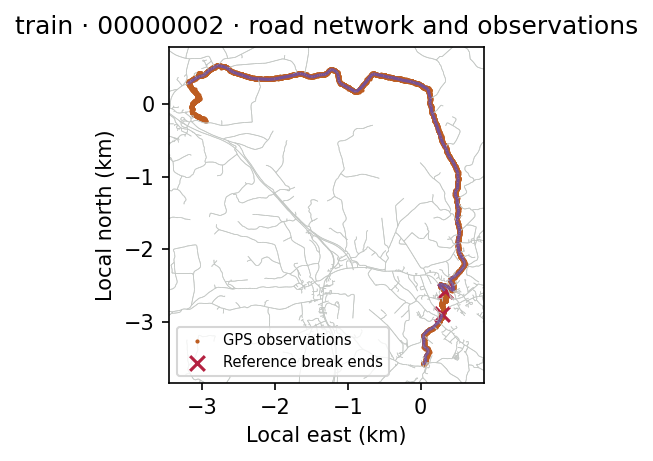 train · 00000002 · road network and observations
Local north (km)
0
−1
−2
−3
GPS observations
Reference break ends
−3 −2 −1 0
Local east (km)